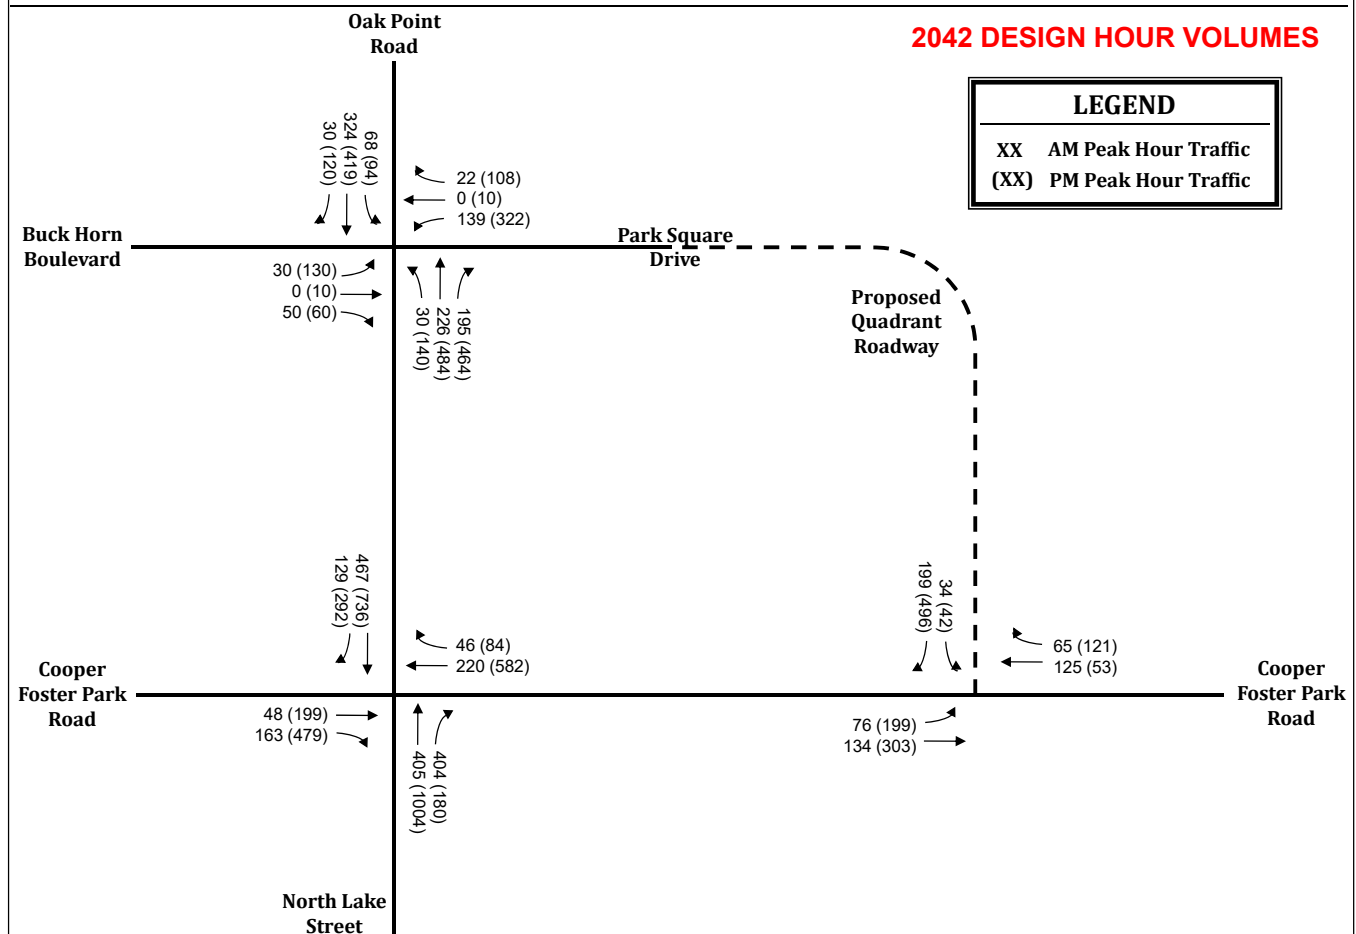 Oak Point
Road
2042 DESIGN HOUR VOLUMES
LEGEND
XX AM Peak Hour Traffic
(XX) PM Peak Hour Traffic
30 (120)
324 (419)
68 (94)
22 (108)
0 (10)
139 (322)
Buck Horn
Boulevard
Park Square
Drive
30 (130)
0 (10)
50 (60)
30 (140)
226 (484)
195 (464)
Proposed
Quadrant
Roadway
129 (292)
467 (736)
46 (84)
220 (582)
199 (496)
34 (42)
65 (121)
125 (53)
Cooper
Foster Park
Road
Cooper
Foster Park
Road
48 (199)
163 (479)
405 (1004)
404 (180)
76 (199)
134 (303)
North Lake
Street